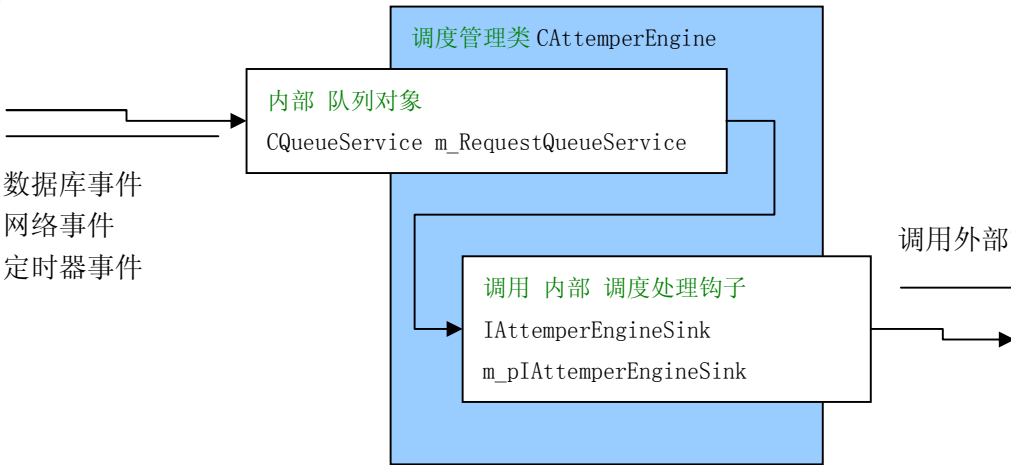 调度管理类 CAttemperEngine
内部 队列对象
CQueueService m_RequestQueueService
数据库事件
网络事件
定时器事件
调用外部
调用 内部 调度处理钩子
IAttemperEngineSink
m_pIAttemperEngineSink